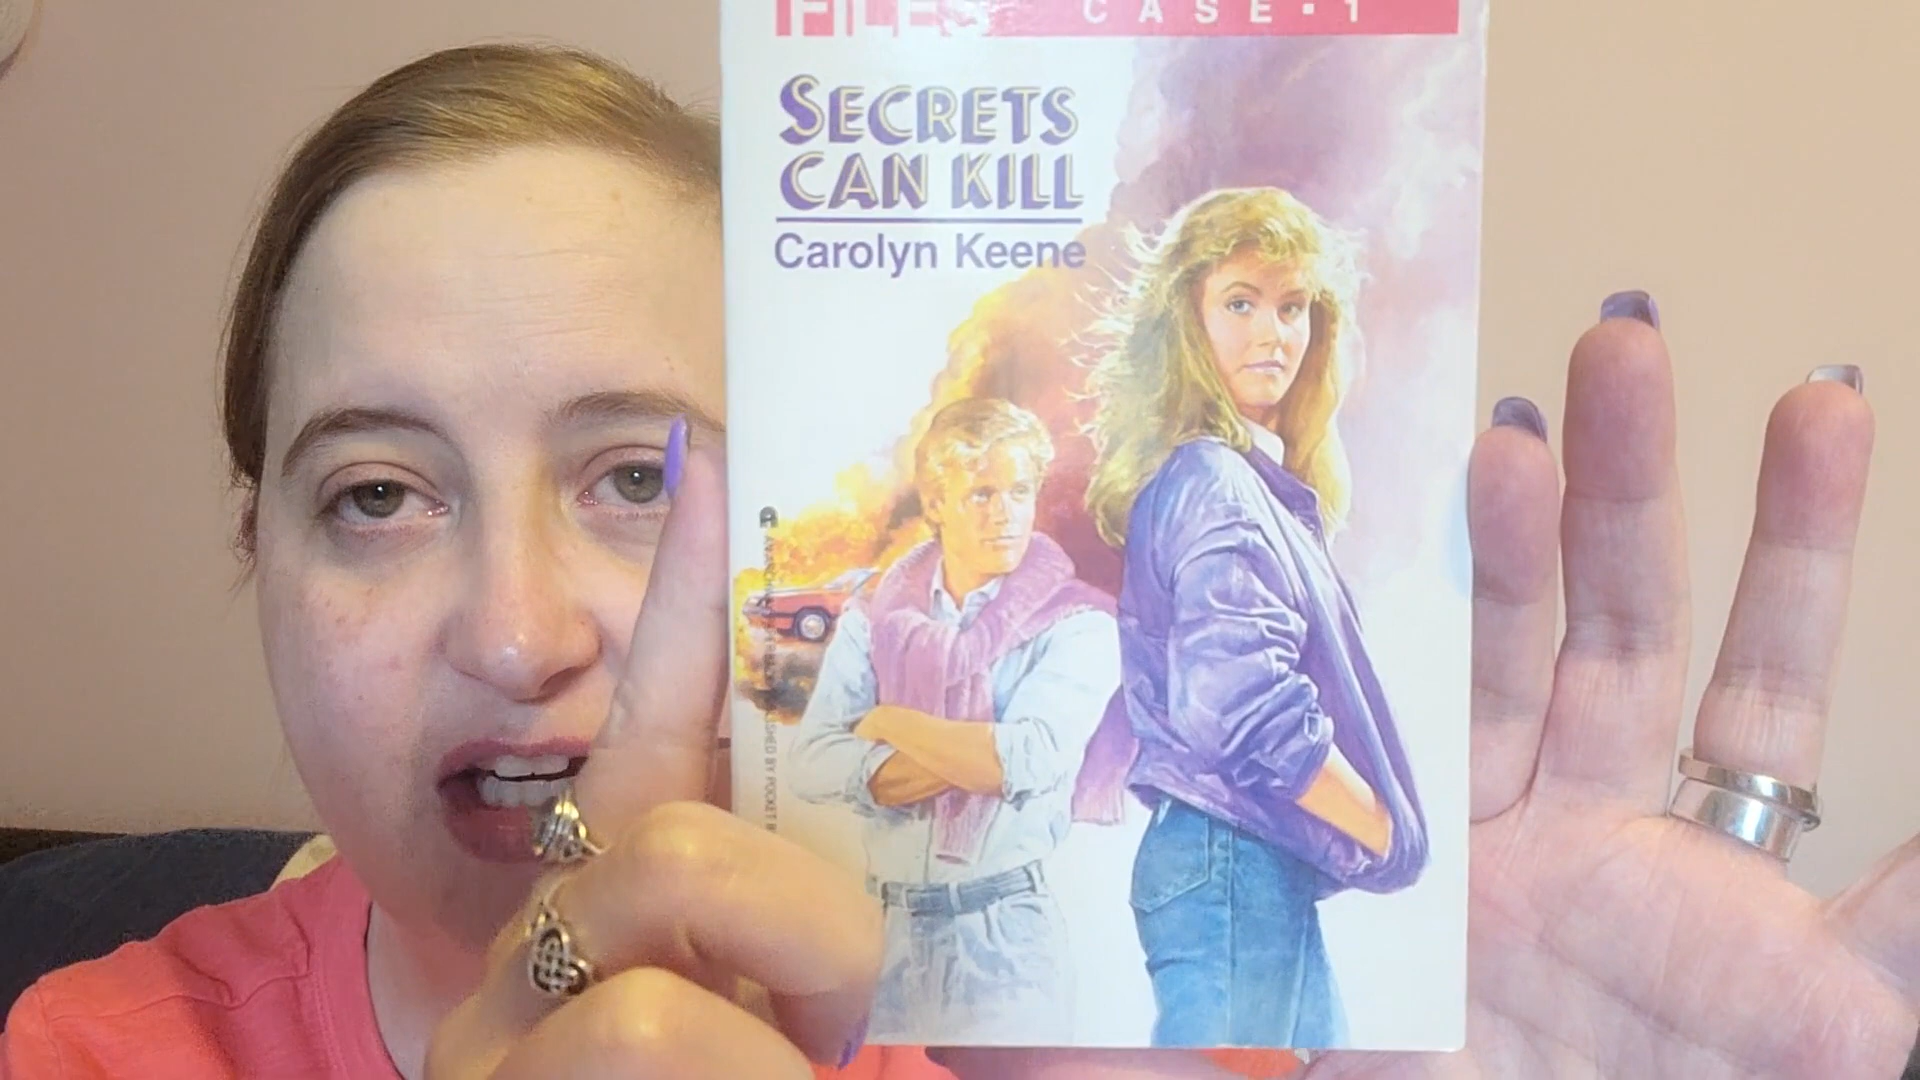 FILES CASE • 1
SECRETS
CAN KILL
Carolyn Keene